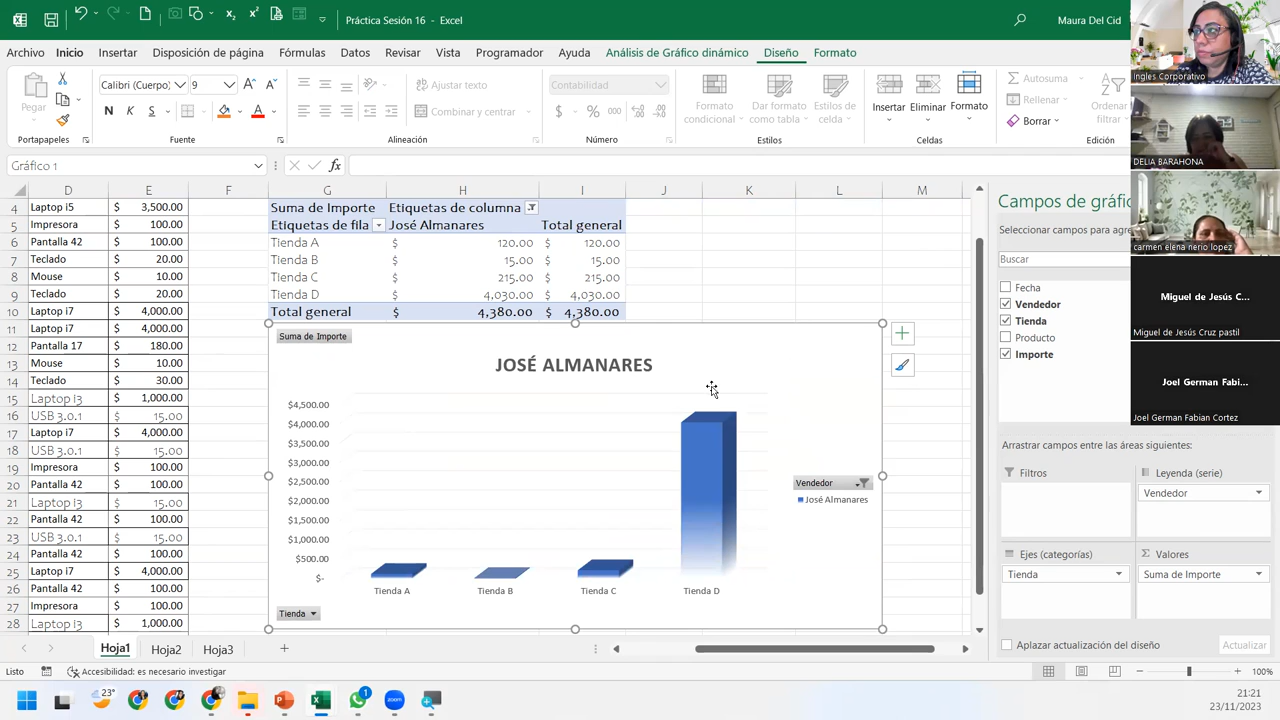 Práctica Sesión 16 - Excel
Maura Del Cid
Archivo Inicio Insertar Disposición de página Fórmulas Datos Revisar Vista Programador Ayuda Análisis de Gráfico dinámico Diseño Formato
Pegar
Calibri (Cuerpo) 9
N K S
Ajustar texto
Combinar y centrar
Contabilidad
$ % 000
Formato condicional
Dar formato como tabla
Estilos de celda
Insertar Eliminar Formato
Autosuma
Rellenar
Borrar
Ordenar
filtrar
Portapapeles Fuente Alineación Número Estilos Celdas Edición
Gráfico 1
fx
D E F G H I J K L M
4 Laptop i5 $ 3,500.00 Suma de Importe Etiquetas de columna
5 Impresora $ 100.00 Etiquetas de fila José Almanares Total general
6 Pantalla 42 $ 100.00 Tienda A $ 120.00 $ 120.00
7 Teclado $ 20.00 Tienda B $ 15.00 $ 15.00
8 Mouse $ 10.00 Tienda C $ 215.00 $ 215.00
9 Teclado $ 20.00 Tienda D $ 4,030.00 $ 4,030.00
10 Laptop i7 $ 4,000.00 Total general $ 4,380.00 $ 4,380.00
11 Laptop i7 $ 4,000.00
12 Pantalla 17 $ 180.00
13 Mouse $ 10.00
14 Teclado $ 30.00
15 Laptop i3 $ 1,000.00
16 USB 3.0.1 $ 15.00
17 Laptop i7 $ 4,000.00
18 USB 3.0.1 $ 15.00
19 Impresora $ 100.00
20 Pantalla 42 $ 100.00
21 Laptop i3 $ 15.00
22 Pantalla 42 $ 100.00
23 USB 3.0.1 $ 15.00
24 Pantalla 42 $ 100.00
25 Laptop i7 $ 4,000.00
26 Pantalla 42 $ 100.00
27 Impresora $ 100.00
28 Laptop i3 $ 1,000.00
Suma de Importe
JOSÉ ALMANARES
$4,500.00
$4,000.00
$3,500.00
$3,000.00
$2,500.00
$2,000.00
$1,500.00
$1,000.00
$500.00
$-
Tienda A Tienda B Tienda C Tienda D
Vendedor
José Almanares
Tienda
Campos de gráfi
Seleccionar campos para agre
Buscar
Fecha
Vendedor
Tienda
Producto
Importe
Arrastrar campos entre las áreas siguientes:
Filtros Leyenda (serie)
Vendedor
Ejes (categorías) Valores
Tienda Suma de Importe
Aplazar actualización del diseño Actualizar
Ingles Corporativo
DELIA BARAHONA
carmen elena nerio lopez
Miguel de Jesús C...
Miguel de Jesús Cruz pastil
Joel German Fabi...
Joel German Fabian Cortez
Hoja1 Hoja2 Hoja3
Listo Accesibilidad: es necesario investigar 100%
23°
1
zoom
21:21
23/11/2023